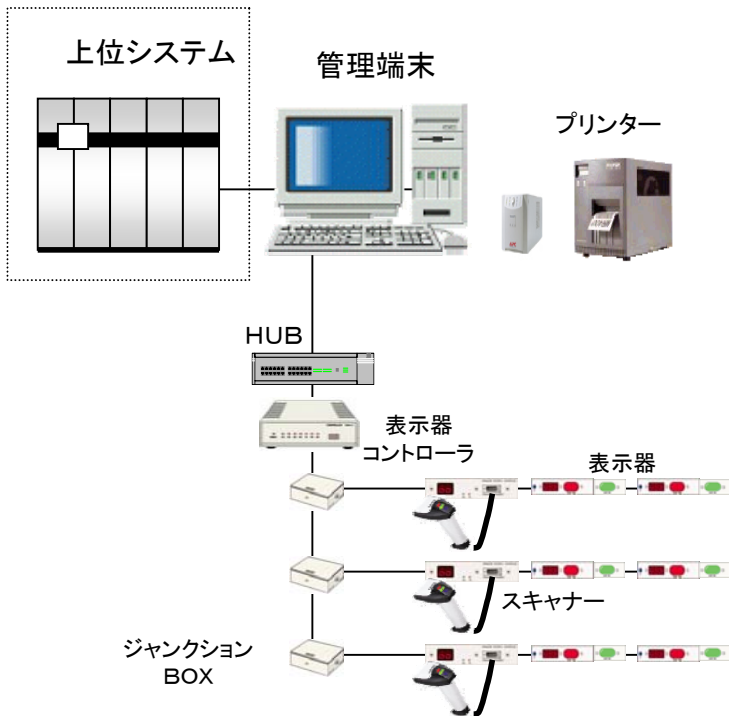 上位システム
管理端末
プリンター
HUB
表示器
コントローラ
表示器
スキャナー
ジャンクション
BOX